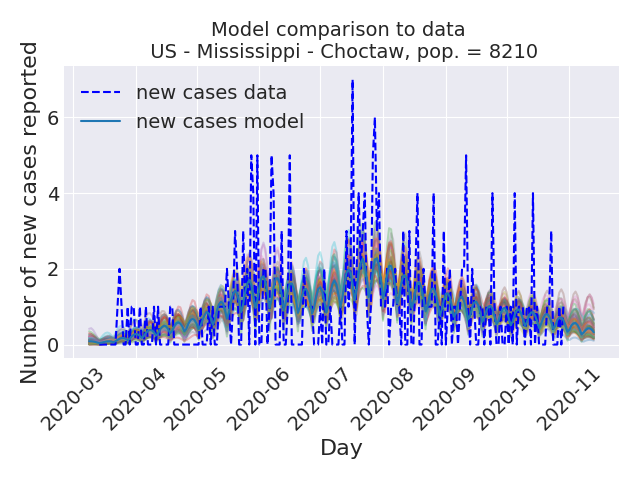 Model comparison to data
US - Mississippi - Choctaw, pop. = 8210
Number of new cases reported
new cases data
new cases model
6
4
2
0
2020-03
2020-04
2020-05
2020-06
2020-07
2020-08
2020-09
2020-10
2020-11
Day